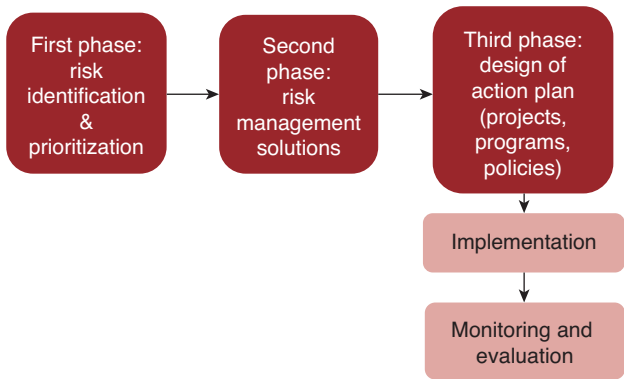 First phase:
risk
identification
&
prioritization
Second
phase:
risk
management
solutions
Third phase:
design of
action plan
(projects,
programs,
policies)
Implementation
Monitoring and
evaluation